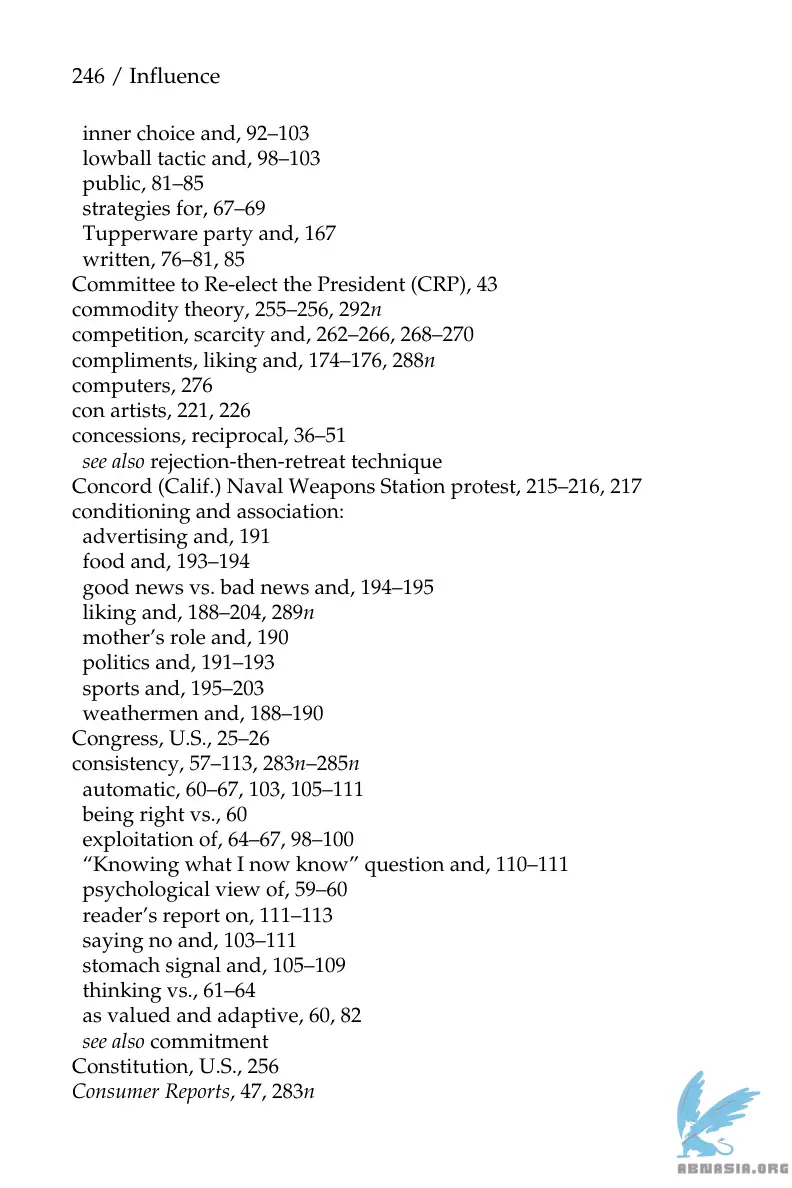 246 / Influence
inner choice and, 92–103
lowball tactic and, 98–103
public, 81–85
strategies for, 67–69
Tupperware party and, 167
written, 76–81, 85
Committee to Re-elect the President (CRP), 43
commodity theory, 255–256, 292n
competition, scarcity and, 262–266, 268–270
compliments, liking and, 174–176, 288n
computers, 276
con artists, 221, 226
concessions, reciprocal, 36–51
see also rejection-then-retreat technique
Concord (Calif.) Naval Weapons Station protest, 215–216, 217
conditioning and association:
advertising and, 191
food and, 193–194
good news vs. bad news and, 194–195
liking and, 188–204, 289n
mother’s role and, 190
politics and, 191–193
sports and, 195–203
weathermen and, 188–190
Congress, U.S., 25–26
consistency, 57–113, 283n–285n
automatic, 60–67, 103, 105–111
being right vs., 60
exploitation of, 64–67, 98–100
“Knowing what I now know” question and, 110–111
psychological view of, 59–60
reader’s report on, 111–113
saying no and, 103–111
stomach signal and, 105–109
thinking vs., 61–64
as valued and adaptive, 60, 82
see also commitment
Constitution, U.S., 256
Consumer Reports, 47, 283n
ABNASIA.ORG